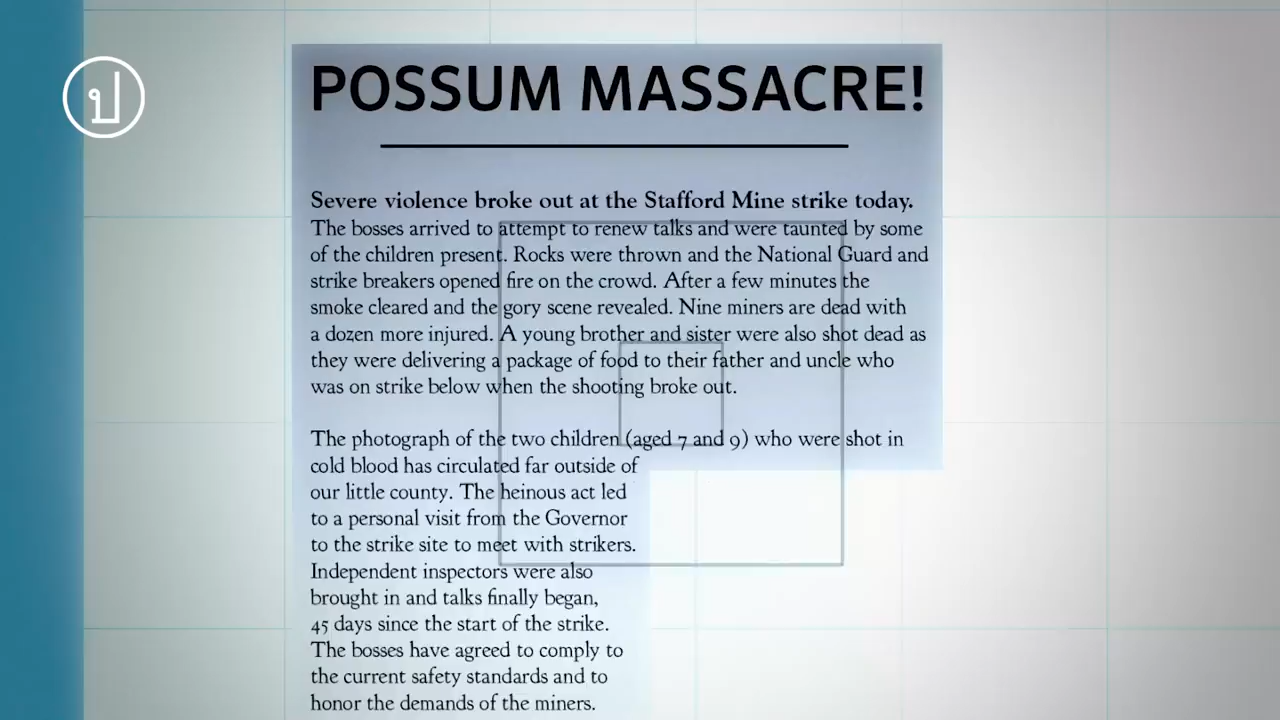 ป
POSSUM MASSACRE!
Severe violence broke out at the Stafford Mine strike today.
The bosses arrived to attempt to renew talks and were taunted by some
of the children present. Rocks were thrown and the National Guard and
strike breakers opened fire on the crowd. After a few minutes the
smoke cleared and the gory scene revealed. Nine miners are dead with
a dozen more injured. A young brother and sister were also shot dead as
they were delivering a package of food to their father and uncle who
was on strike below when the shooting broke out.
The photograph of the two children (aged 7 and 9) who were shot in
cold blood has circulated far outside of
our little county. The heinous act led
to a personal visit from the Governor
to the strike site to meet with strikers.
Independent inspectors were also
brought in and talks finally began,
45 days since the start of the strike.
The bosses have agreed to comply to
the current safety standards and to
honor the demands of the miners.